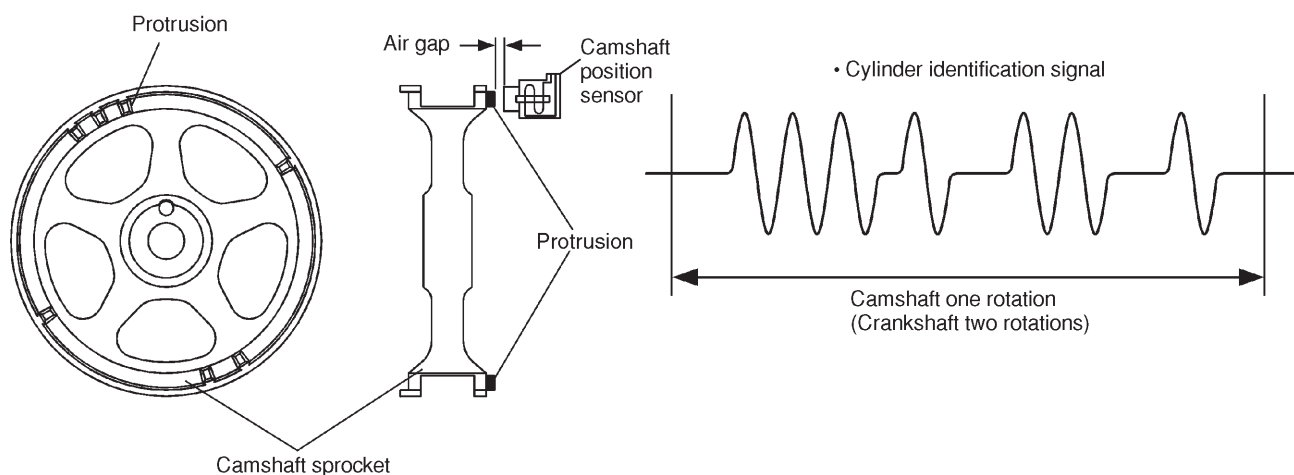 Protrusion
Air gap
Camshaft
position
sensor
• Cylinder identification signal
Protrusion
Camshaft one rotation
(Crankshaft two rotations)
Camshaft sprocket